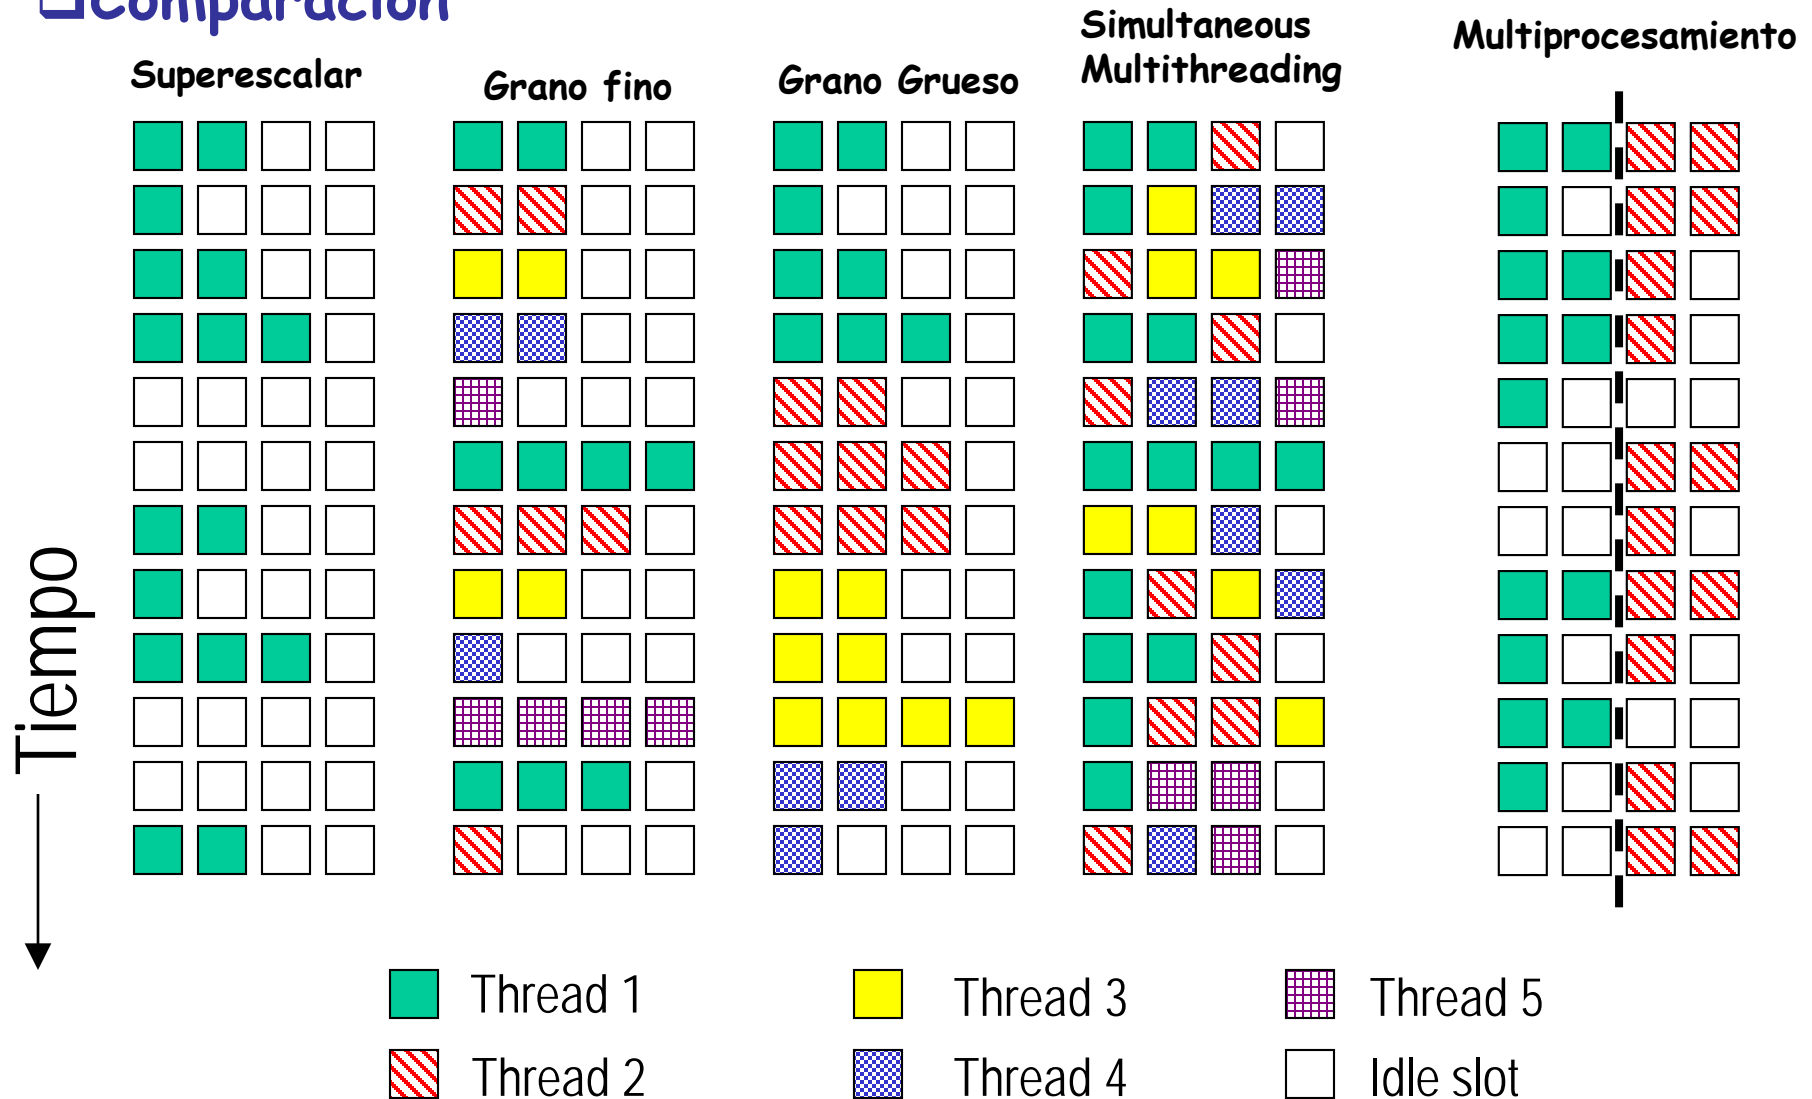 Comparación
Superescalar
Grano fino
Grano Grueso
Simultaneous
Multithreading
Multiprocesamiento
Tiempo
Thread 1
Thread 3
Thread 5
Thread 2
Thread 4
Idle slot